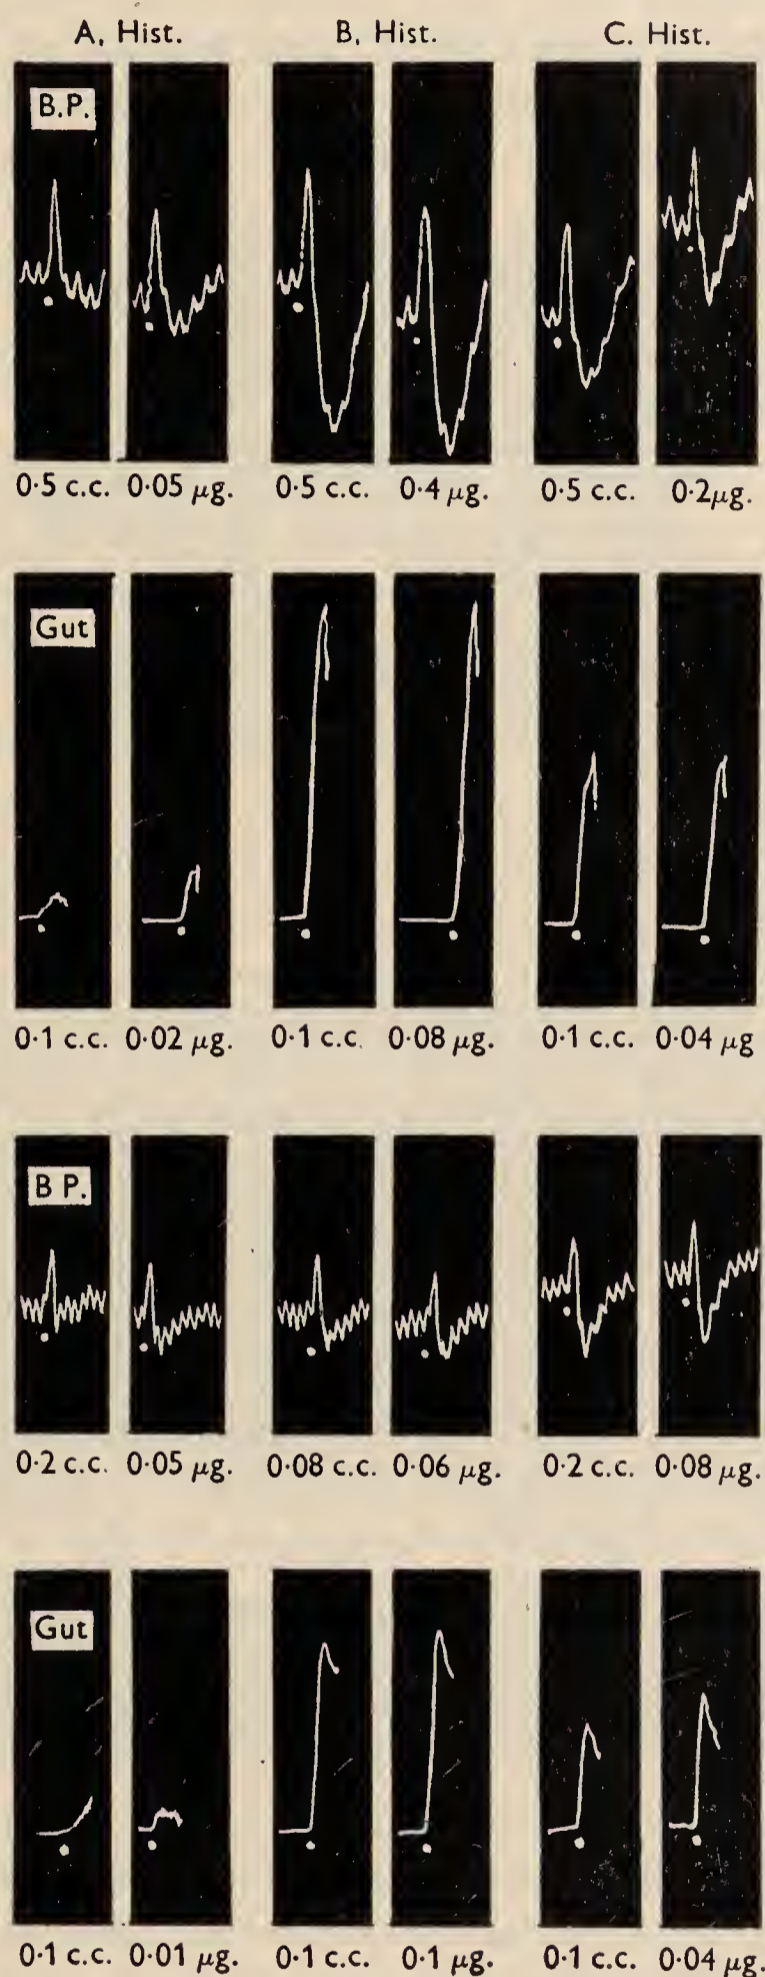 A, Hist. B, Hist. C. Hist.
B.P.
0·5 c.c. 0·05 μg. 0·5 c.c. 0·4 μg. 0·5 c.c. 0·2μg.
Gut
0·1 c.c. 0·02 μg. 0·1 c.c. 0·08 μg. 0·1 c.c. 0·04 μg
B P.
0·2 c.c. 0·05 μg. 0·08 c.c. 0·06 μg. 0·2 c.c. 0·08 μg.
Gut
0·1 c.c. 0·01 μg. 0·1 c.c. 0·1 μg. 0·1 c.c. 0·04 μg.